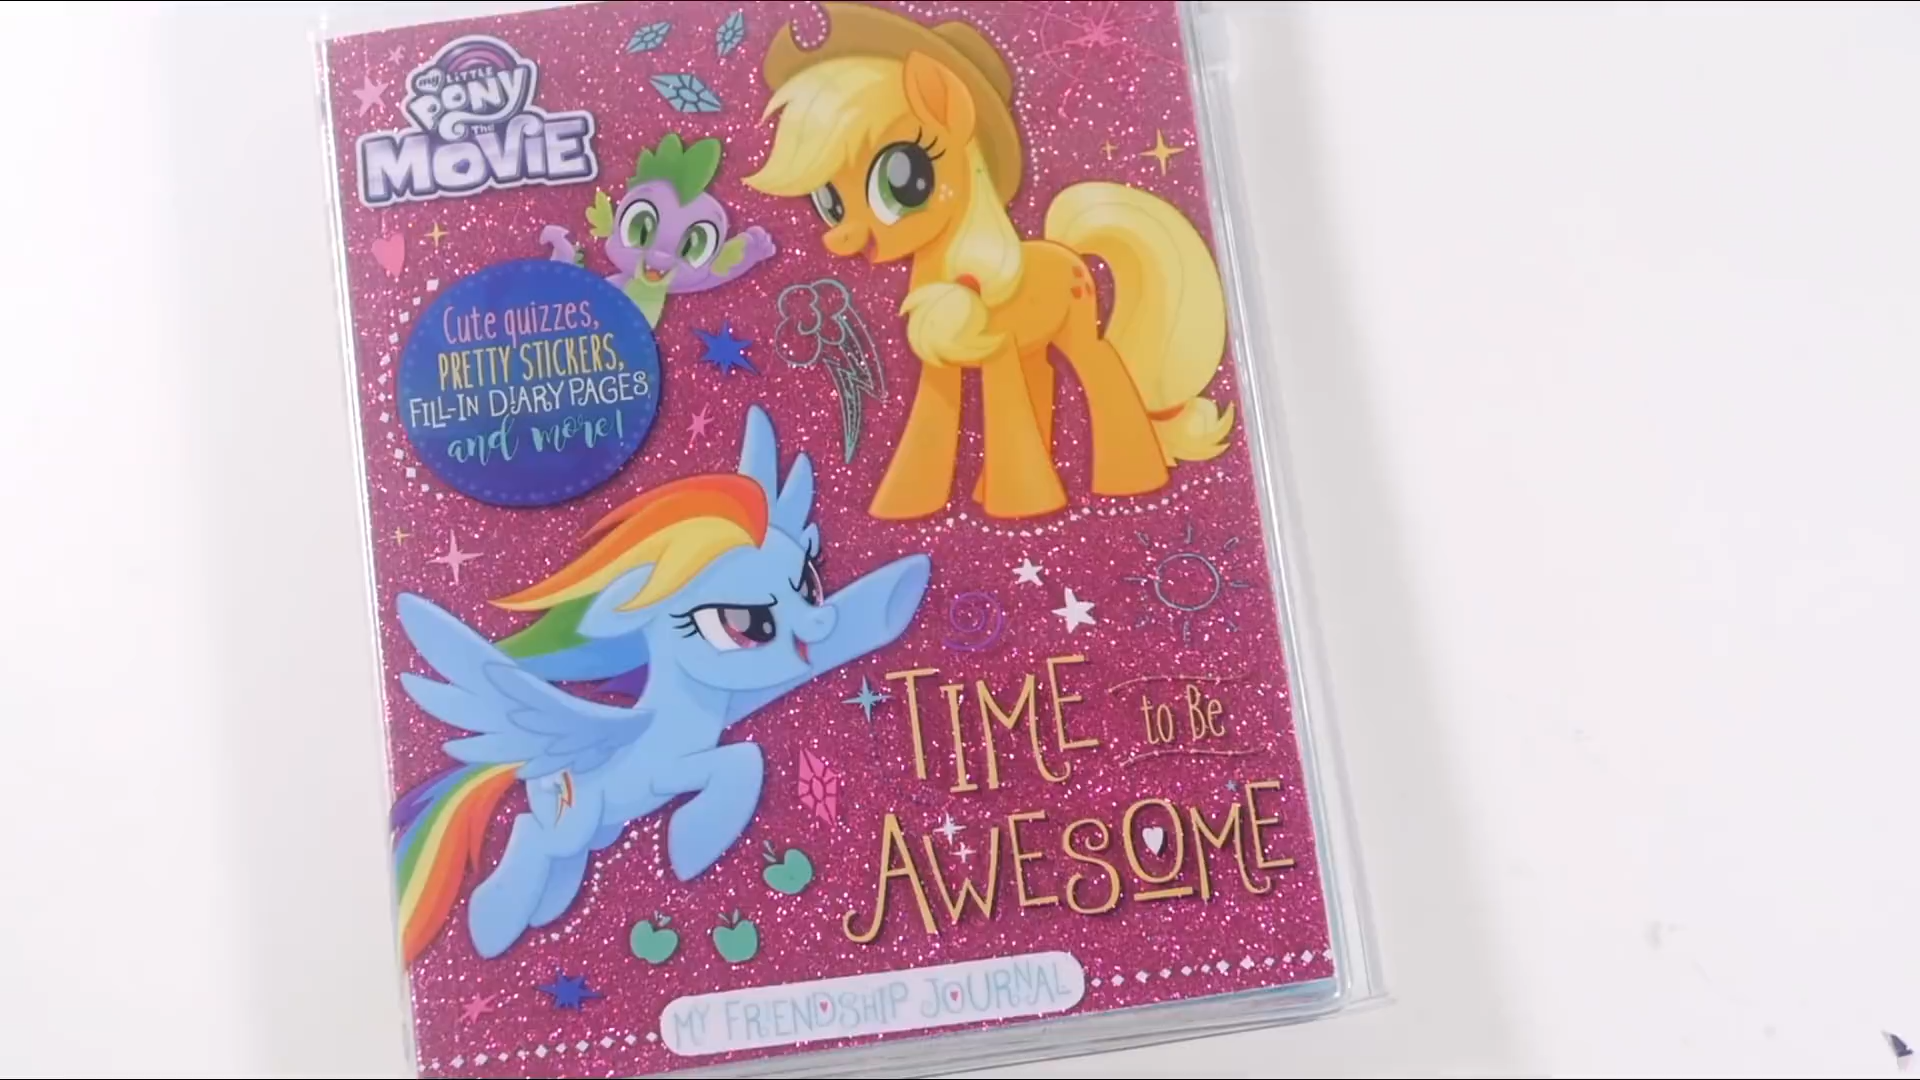 my LITTLE
PONY
The
MOVIE
Cute quizzes,
PRETTY STICKERS,
FILL-IN DIARY PAGES,
and more!
TIME to Be
AWESOME
MY FRIENDSHIP JOURNAL